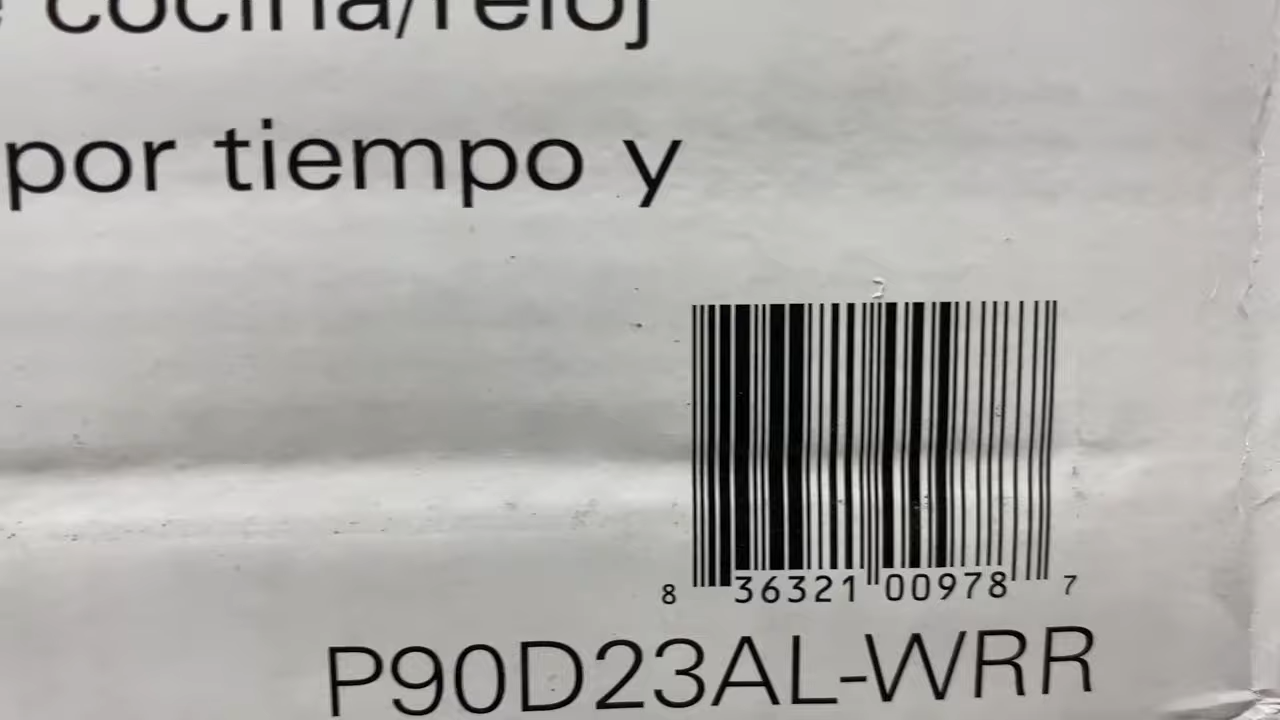 cocina/reloj
por tiempo y
8 36321 00978 7
P90D23AL-WRR